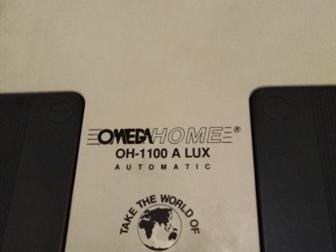 OMEGAHOME®
OH-1100 A LUX
AUTOMATIC
TAKE THE WORLD OF